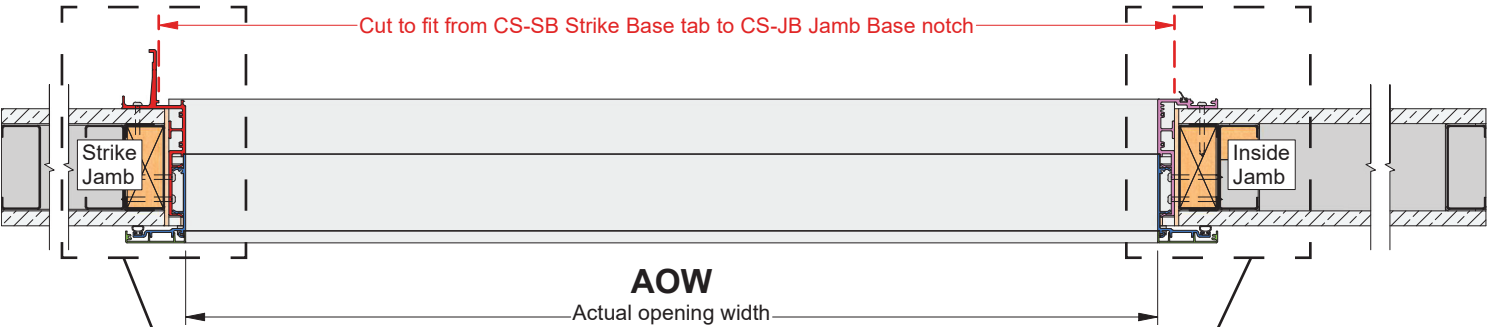 Cut to fit from CS-SB Strike Base tab to CS-JB Jamb Base notch
Strike
Jamb
Inside
Jamb
AOW
Actual opening width